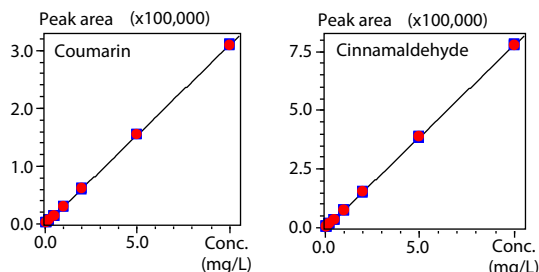 Peak area (x100,000)
3.0
Coumarin
2.0
1.0
0.0
0.0 5.0 Conc.
(mg/L)
Peak area (x100,000)
7.5
Cinnamaldehyde
5.0
2.5
0.0
0.0 5.0 Conc.
(mg/L)